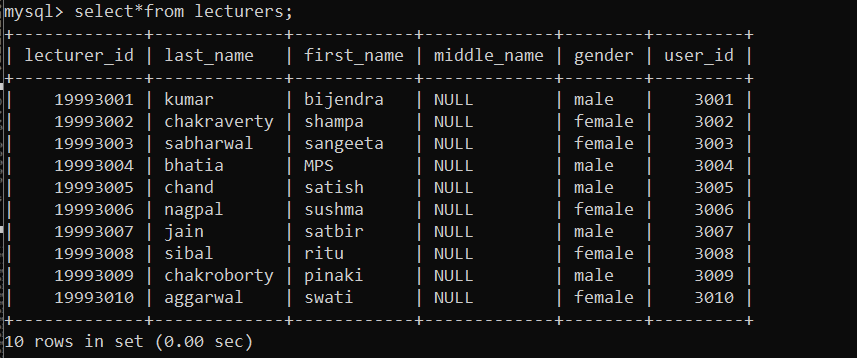 mysql> select*from lecturers;
+-------------+-------------+------------+-------------+--------+---------+
| lecturer_id | last_name   | first_name | middle_name | gender | user_id |
+-------------+-------------+------------+-------------+--------+---------+
|    19993001 | kumar       | bijendra   | NULL        | male   |    3001 |
|    19993002 | chakraverty | shampa     | NULL        | female |    3002 |
|    19993003 | sabharwal   | sangeeta   | NULL        | female |    3003 |
|    19993004 | bhatia      | MPS        | NULL        | male   |    3004 |
|    19993005 | chand       | satish     | NULL        | male   |    3005 |
|    19993006 | nagpal      | sushma     | NULL        | female |    3006 |
|    19993007 | jain        | satbir     | NULL        | male   |    3007 |
|    19993008 | sibal       | ritu       | NULL        | female |    3008 |
|    19993009 | chakroborty | pinaki     | NULL        | male   |    3009 |
|    19993010 | aggarwal    | swati      | NULL        | female |    3010 |
+-------------+-------------+------------+-------------+--------+---------+
10 rows in set (0.00 sec)